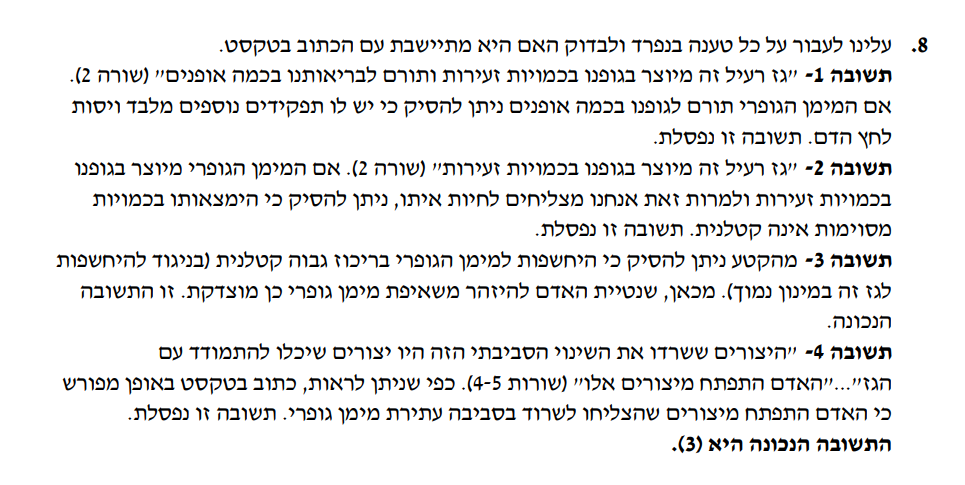 8. עלינו לעבור על כל טענה בנפרד ולבדוק האם היא מתיישבת עם הכתוב בטקסט.
תשובה 1- "גז רעיל זה מיוצר בגופנו בכמויות זעירות ותורם לבריאותנו בכמה אופנים" (שורה 2).
אם המימן הגופרי תורם לגופנו בכמה אופנים ניתן להסיק כי יש לו תפקידים נוספים מלבד ויסות
לחץ הדם. תשובה זו נפסלת.
תשובה 2- "גז רעיל זה מיוצר בגופנו בכמויות זעירות" (שורה 2). אם המימן הגופרי מיוצר בגופנו
בכמויות זעירות ולמרות זאת אנחנו מצליחים לחיות איתו, ניתן להסיק כי הימצאותו בכמויות
מסוימות אינה קטלנית. תשובה זו נפסלת.
תשובה 3- מהקטע ניתן להסיק כי היחשפות למימן הגופרי בריכוז גבוה קטלנית (בניגוד להיחשפות
לגז זה במינון נמוך). מכאן, שנטיית האדם להיזהר משאיפת מימן גופרי כן מוצדקת. זו התשובה
הנכונה.
תשובה 4- "היצורים ששרדו את השינוי הסביבתי הזה היו יצורים שיכלו להתמודד עם
הגז"..."האדם התפתח מיצורים אלו" (שורות 4-5). כפי שניתן לראות, כתוב בטקסט באופן מפורש
כי האדם התפתח מיצורים שהצליחו לשרוד בסביבה עתירת מימן גופרי. תשובה זו נפסלת.
התשובה הנכונה היא (3).